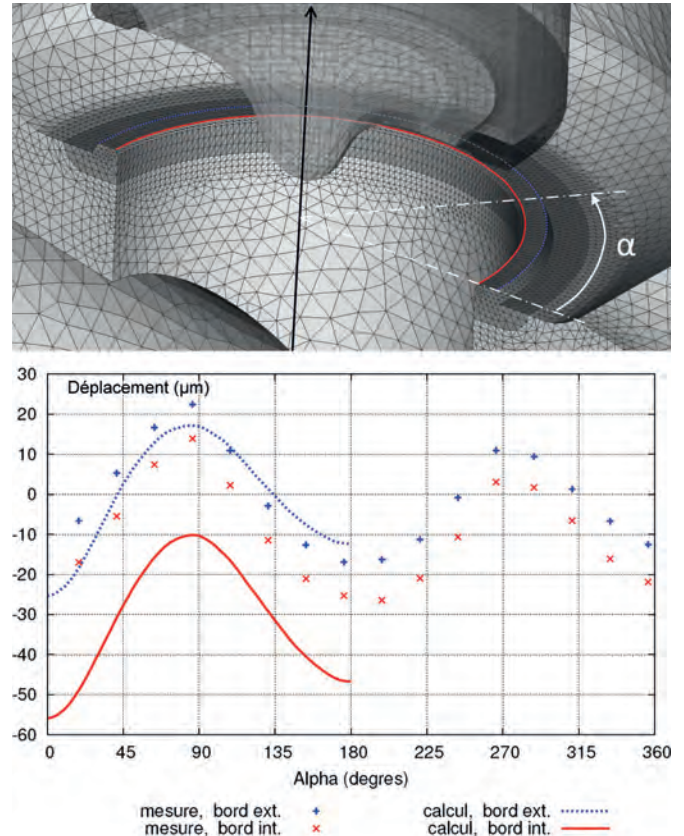 α
30
Déplacement (µm)
20
10
0
-10
-20
-30
-40
-50
-60
0 45 90 135 180 225 270 315 360
Alpha (degres)
mesure, bord ext. calcul, bord ext.
mesure, bord int. calcul, bord int.